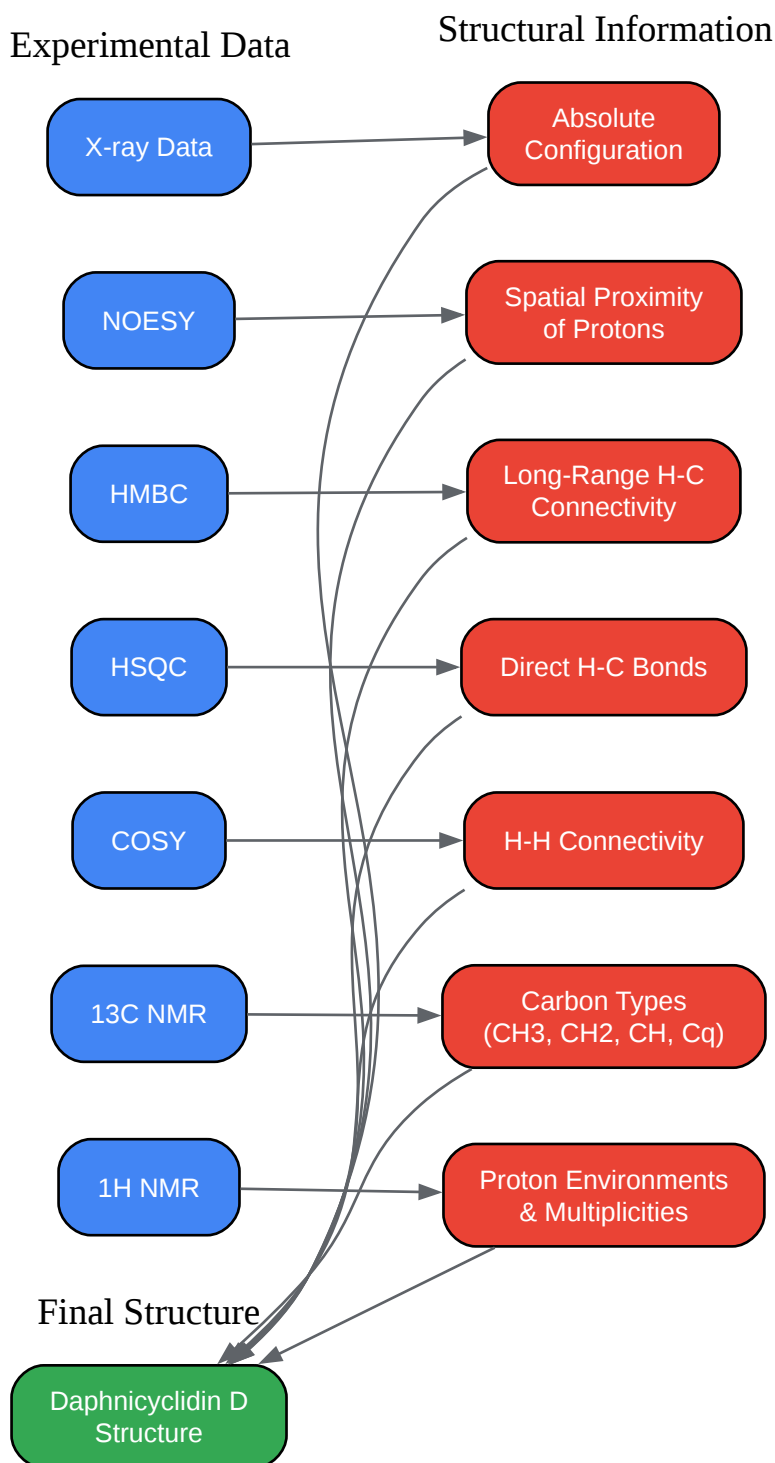 Experimental Data
Structural Information
X-ray Data
Absolute
Configuration
NOESY
Spatial Proximity
of Protons
HMBC
Long-Range H-C
Connectivity
HSQC
Direct H-C Bonds
COSY
H-H Connectivity
13C NMR
Carbon Types
(CH3, CH2, CH, Cq)
1H NMR
Proton Environments
& Multiplicities
Final Structure
Daphnicyclidin D
Structure